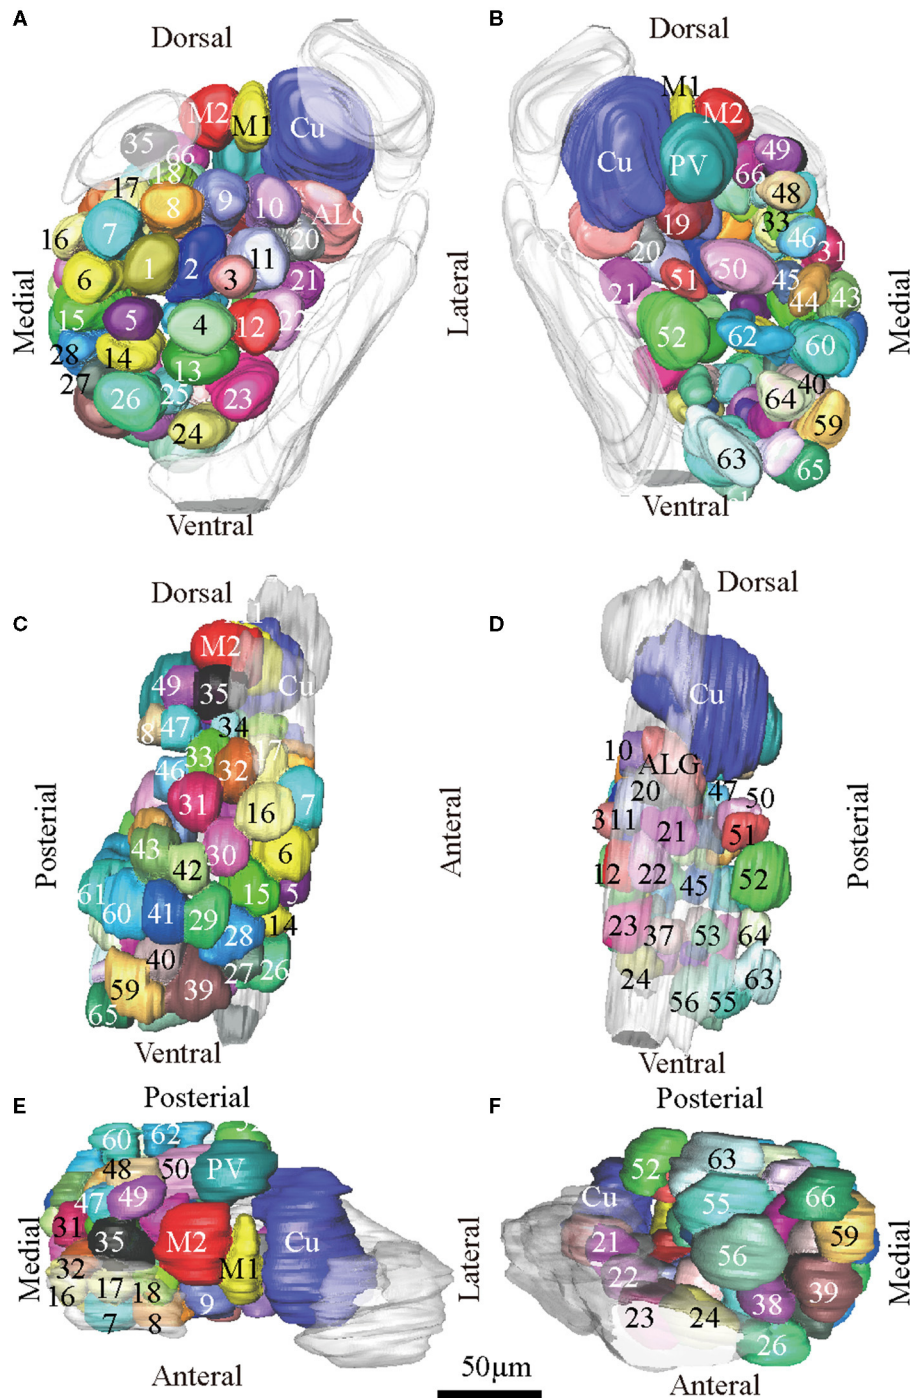 A
Dorsal
M2 M1 Cu
35
66
18
17 9
8 10 ALG
16 7 20
11
6 1 2 3 21
15 5 4 12 22
28 14 13
27 26 25 23
24
Medial
Lateral
Ventral
B
Dorsal
M1
M2
Cu PV 49
66 48
19 33
ALG 20 46 31
51 50 45
21 44 43
52 62 60
40
64 59
63 65
Medial
Ventral
C
Dorsal
M2
Cu
49 35
47 34
33 17
46 32
31 16 7
43 30 6
42
61 15 5
60 41 29 14
28
40 27 26
59 39
65
Posterial
Anteral
Ventral
D
Dorsal
Cu
10 ALG
20 47 50
3 11 21 51
12 22 45 52
23 37 53 64
24 63
56 55
Posterial
Ventral
E
Posterial
60 62 52
48 50 PV
47 49
31 35 M2 Cu
32 M1
16 17 18
7 8 9
Medial
Lateral
Anteral
F
Posterial
52 63
Cu 55 66
21 59
56
22 39
38
23 24
26
Medial
Anteral
50μm